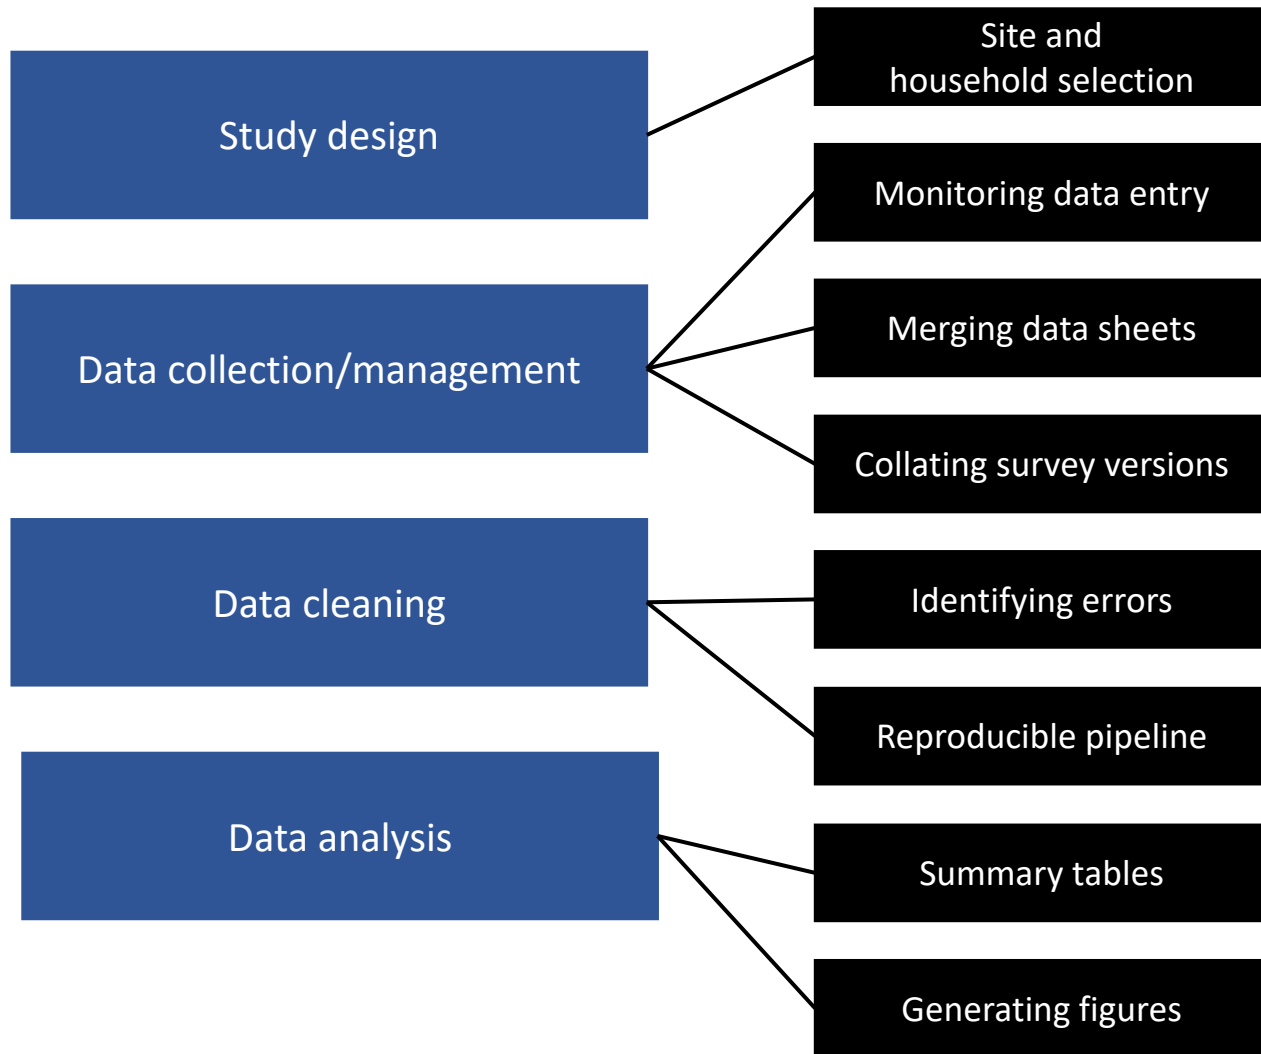 Study design
Site and
household selection
Data collection/management
Monitoring data entry
Merging data sheets
Collating survey versions
Data cleaning
Identifying errors
Reproducible pipeline
Data analysis
Summary tables
Generating figures